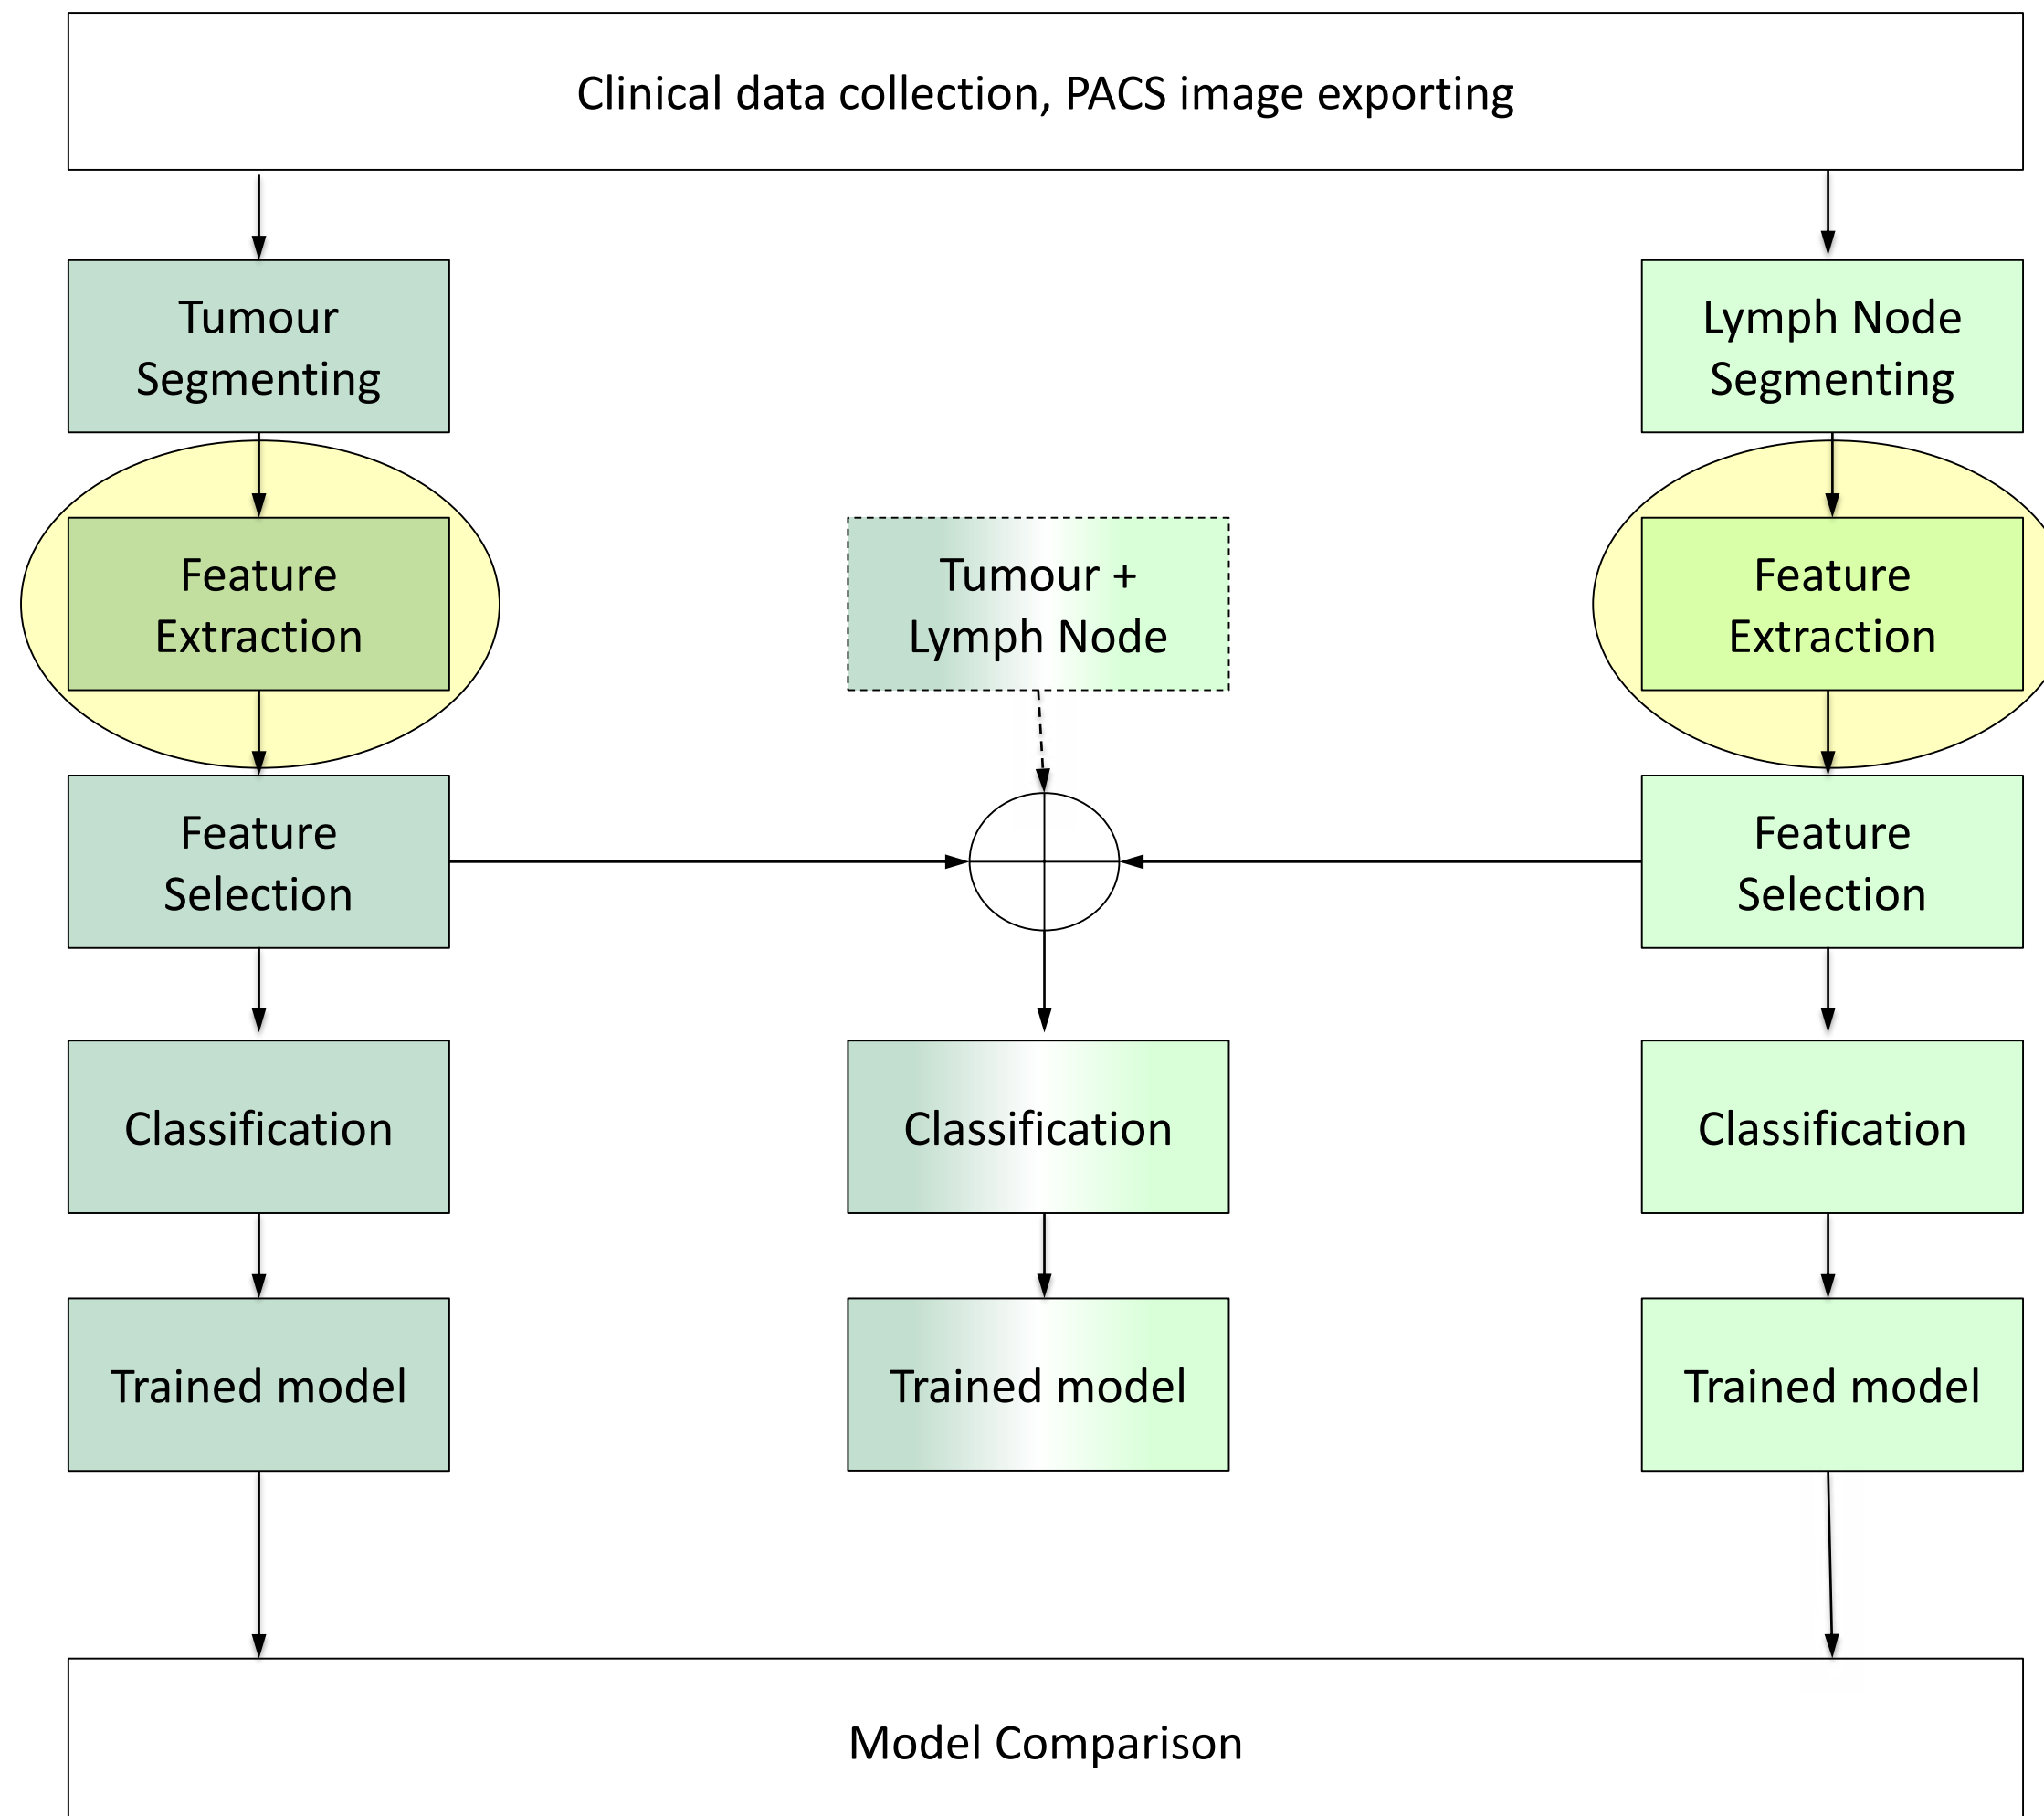 Clinical data collection, PACS image exporting
Tumour
Segmenting
Lymph Node
Segmenting
Feature
Extraction
Tumour +
Lymph Node
Feature
Extraction
Feature
Selection
Feature
Selection
Classification
Classification
Classification
Trained model
Trained model
Trained model
Model Comparison